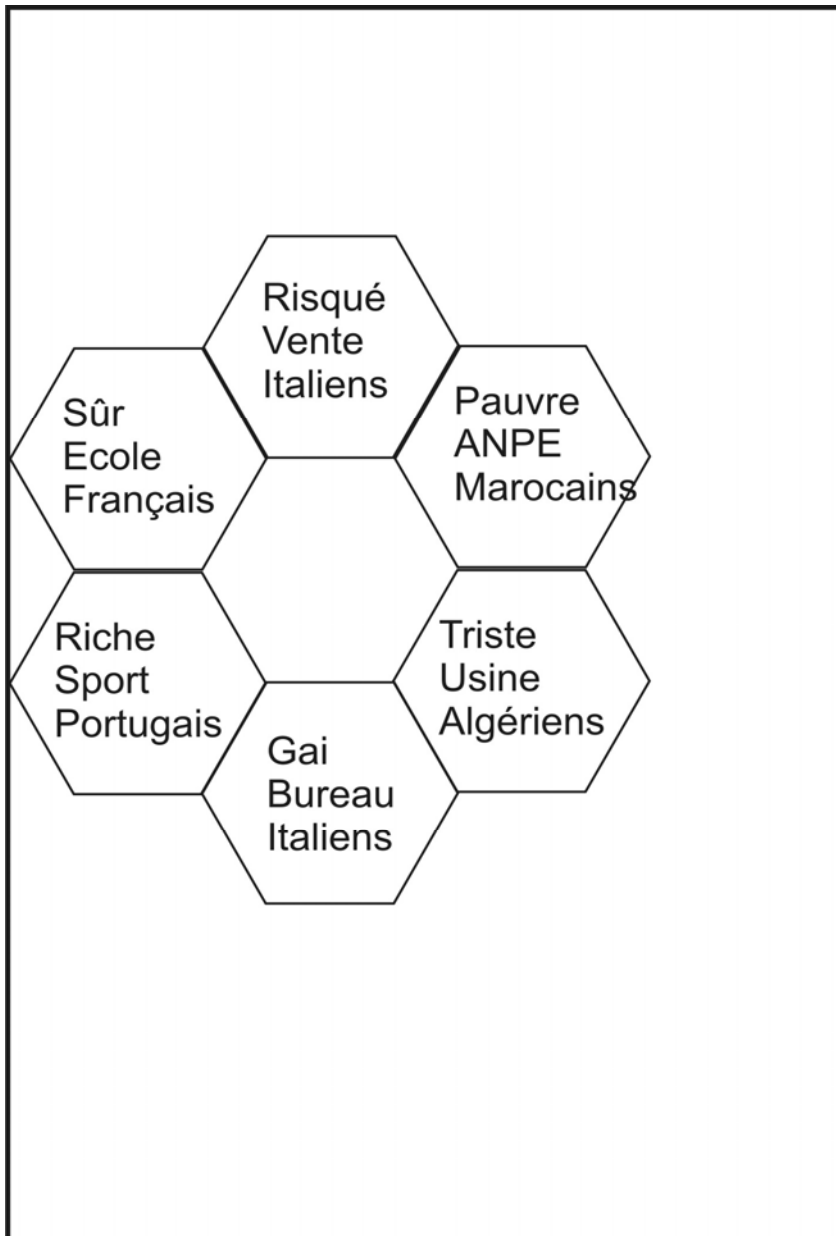 Risqué
Vente
Italiens
Pauvre
ANPE
Marocains
Sûr
Ecole
Français
Riche
Sport
Portugais
Triste
Usine
Algériens
Gai
Bureau
Italiens